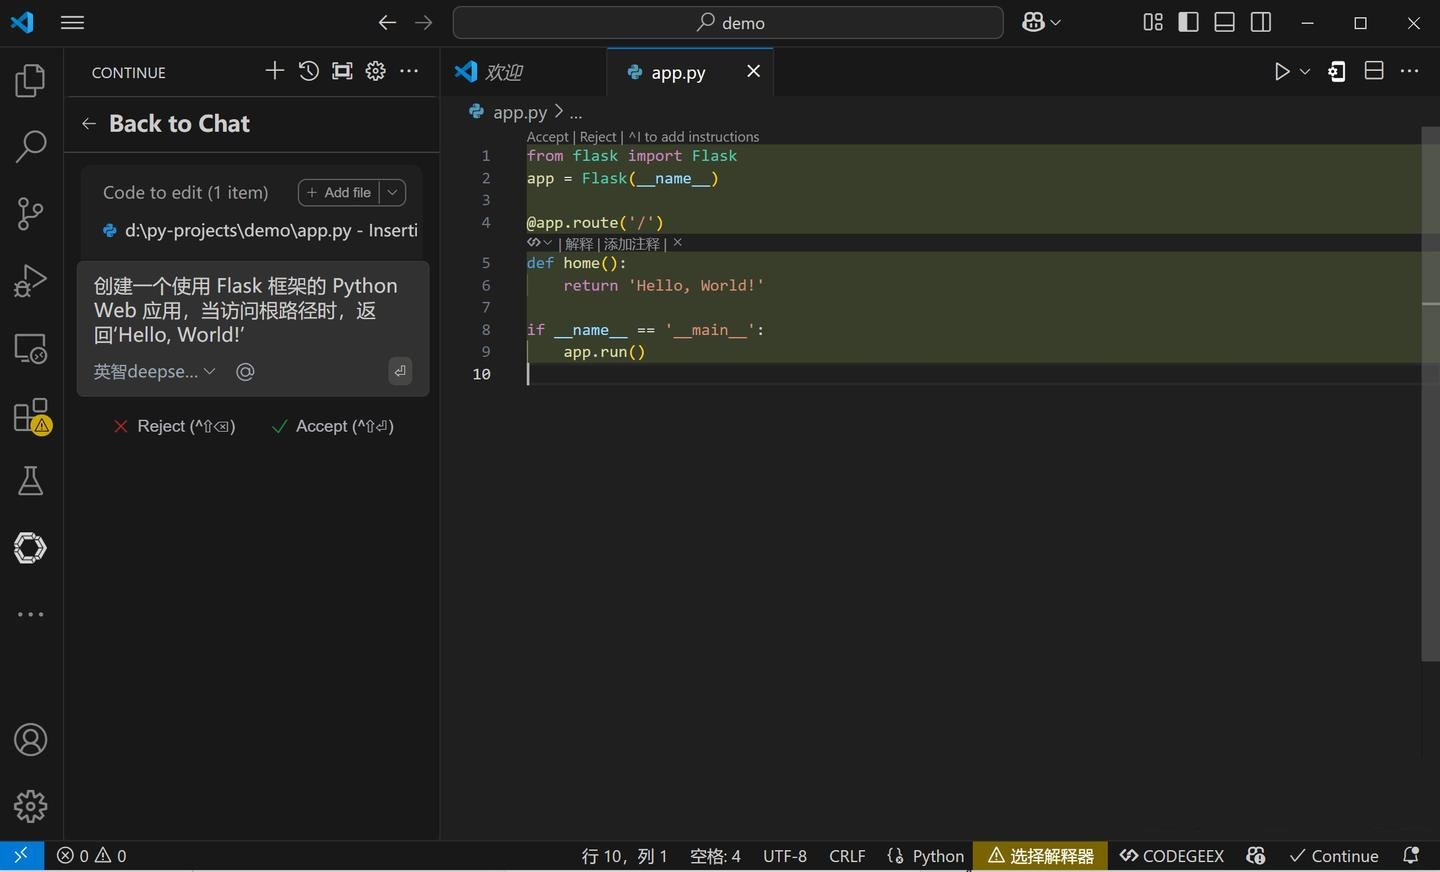 demo
CONTINUE
Back to Chat
Code to edit (1 item)
+ Add file
d:\py-projects\demo\app.py - Inserti
创建一个使用 Flask 框架的 Python
Web 应用，当访问根路径时，返
回‘Hello, World!’
英智deepse...
@
Reject (^⇧⌫)
Accept (^⇧⏎)
欢迎
app.py
app.py > ...
Accept | Reject | ^I to add instructions
1 from flask import Flask
2 app = Flask(__name__)
3
4 @app.route('/')
| 解释 | 添加注释 | ×
5 def home():
6     return 'Hello, World!'
7
8 if __name__ == '__main__':
9     app.run()
10
0 0
行 10，列 1
空格: 4
UTF-8
CRLF
Python
选择解释器
CODEGEEX
Continue